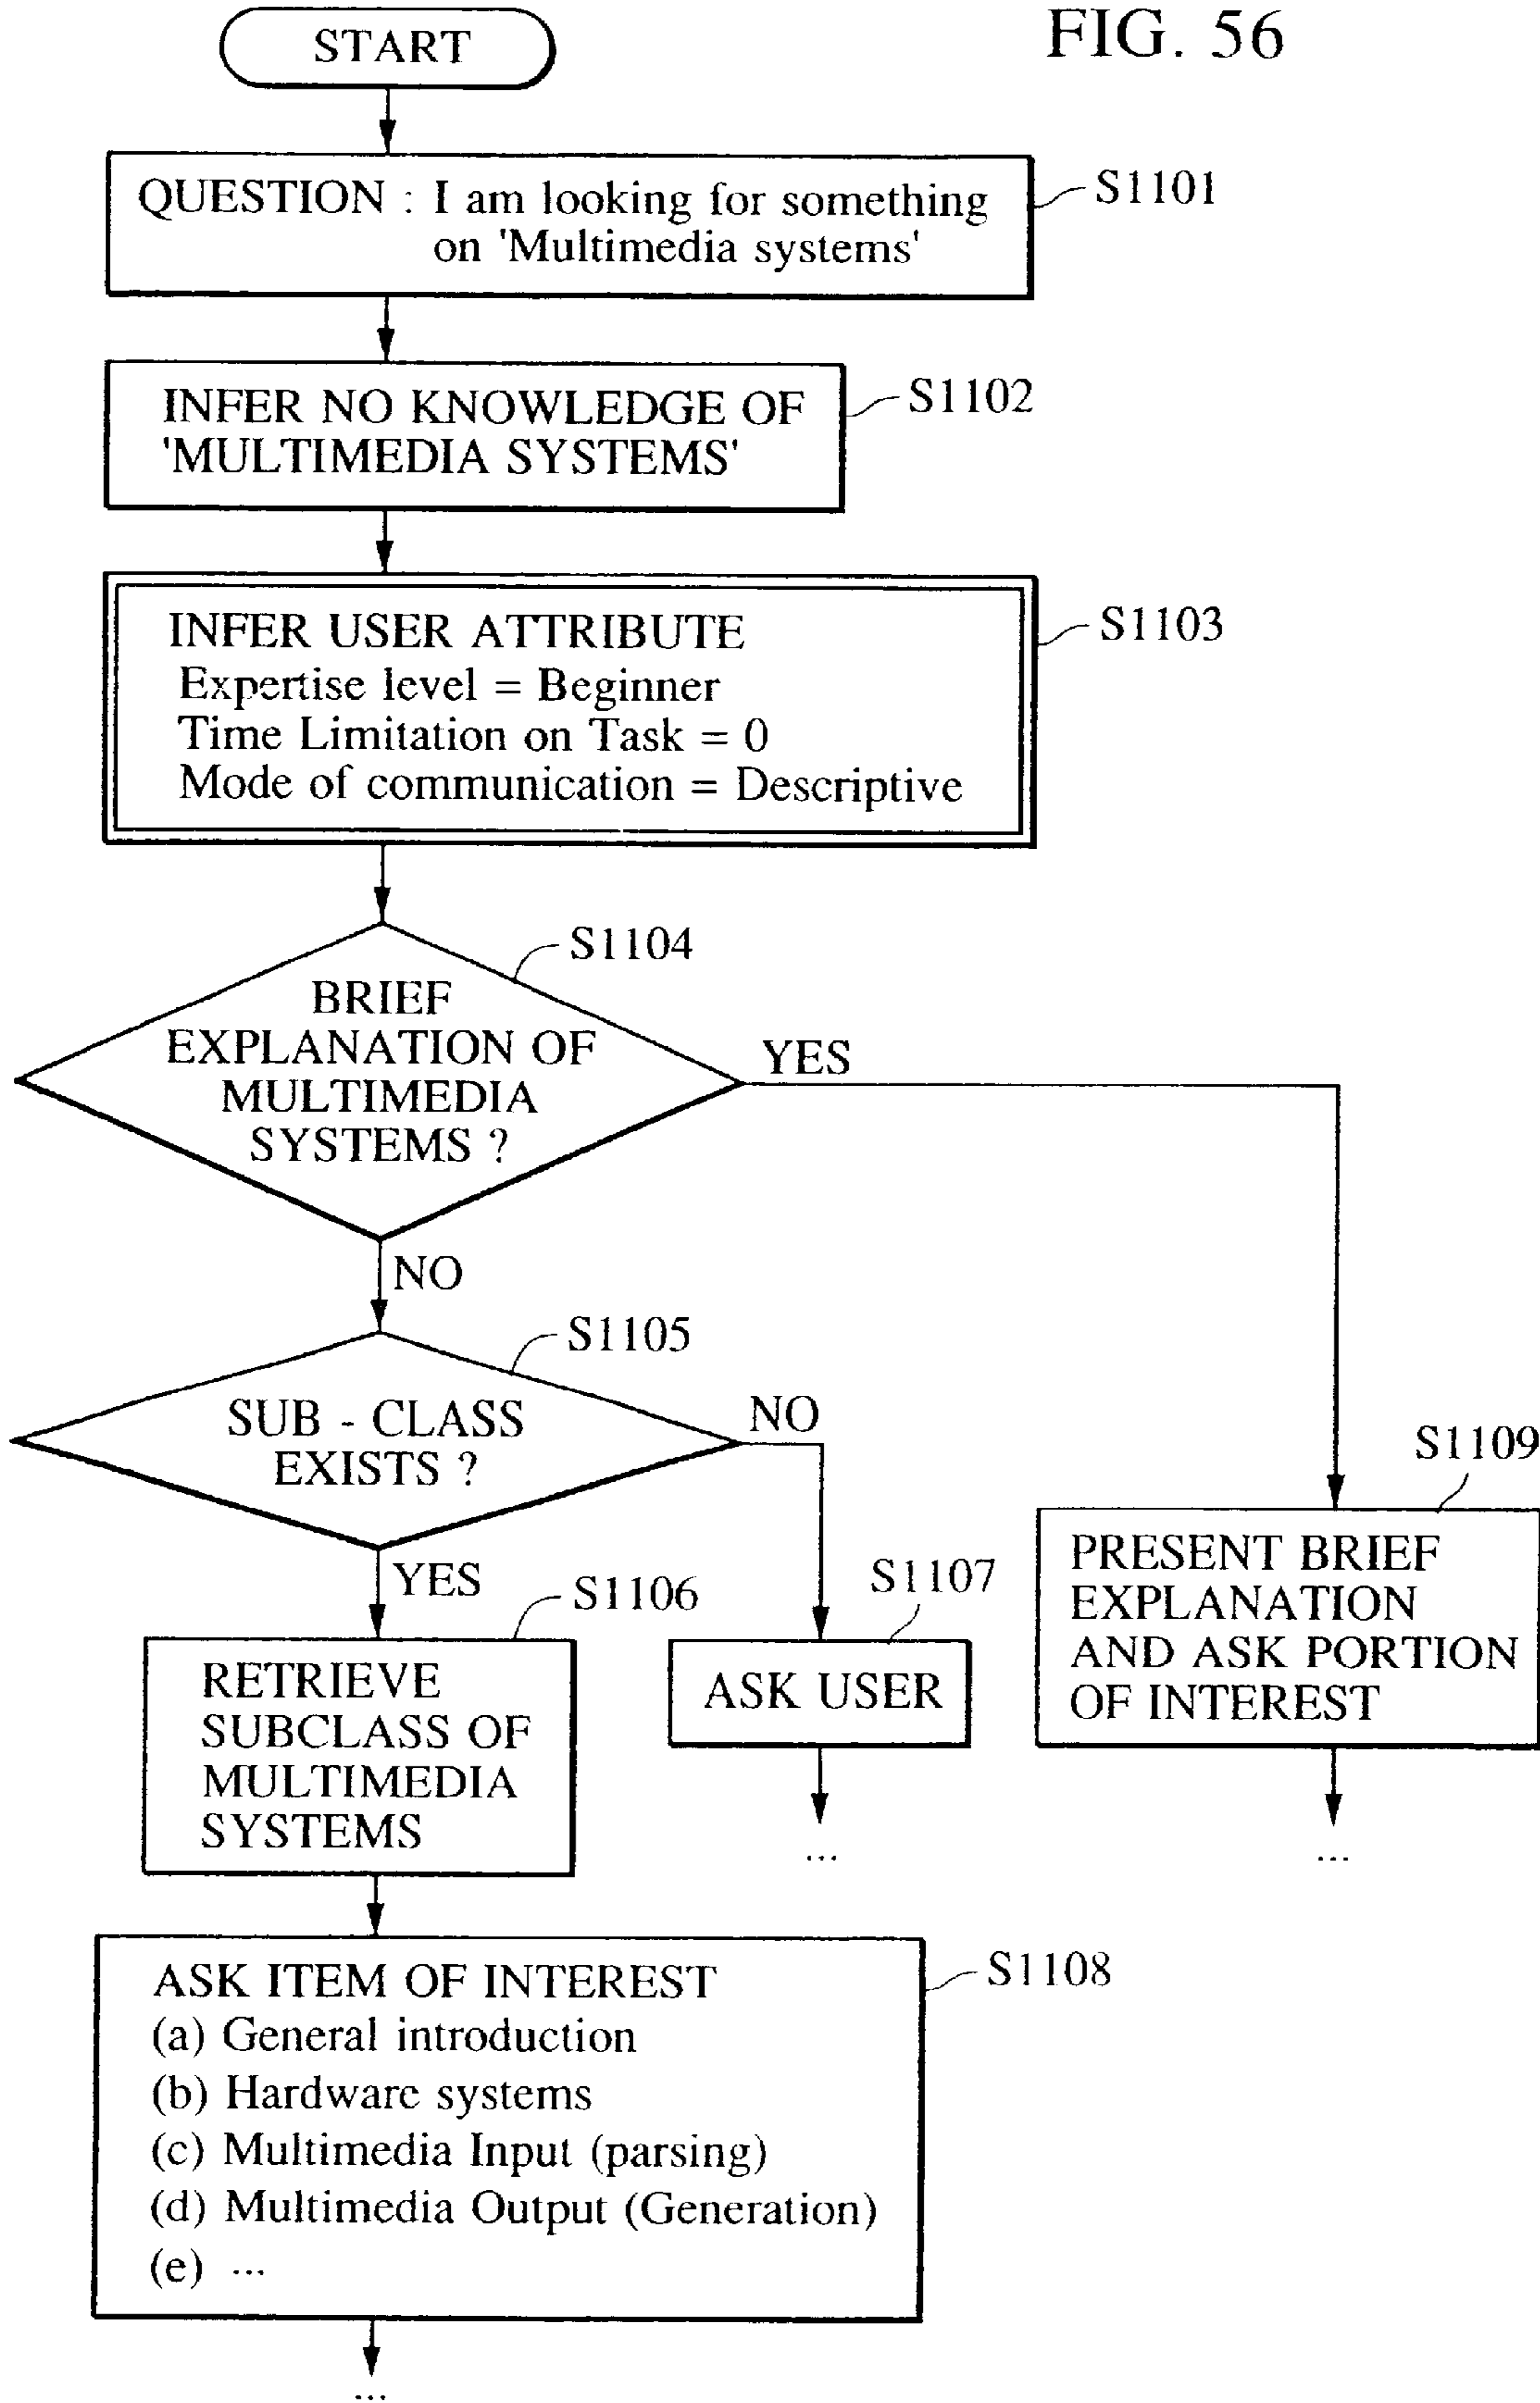 FIG. 56
START
QUESTION : I am looking for something
on 'Multimedia systems'
S1101
INFER NO KNOWLEDGE OF
'MULTIMEDIA SYSTEMS'
S1102
INFER USER ATTRIBUTE
Expertise level = Beginner
Time Limitation on Task = 0
Mode of communication = Descriptive
S1103
S1104
BRIEF
EXPLANATION OF
MULTIMEDIA
SYSTEMS ?
YES
NO
S1105
SUB - CLASS
EXISTS ?
NO
YES
S1106
RETRIEVE
SUBCLASS OF
MULTIMEDIA
SYSTEMS
S1107
ASK USER
...
S1109
PRESENT BRIEF
EXPLANATION
AND ASK PORTION
OF INTEREST
...
S1108
ASK ITEM OF INTEREST
(a) General introduction
(b) Hardware systems
(c) Multimedia Input (parsing)
(d) Multimedia Output (Generation)
(e) ...
...